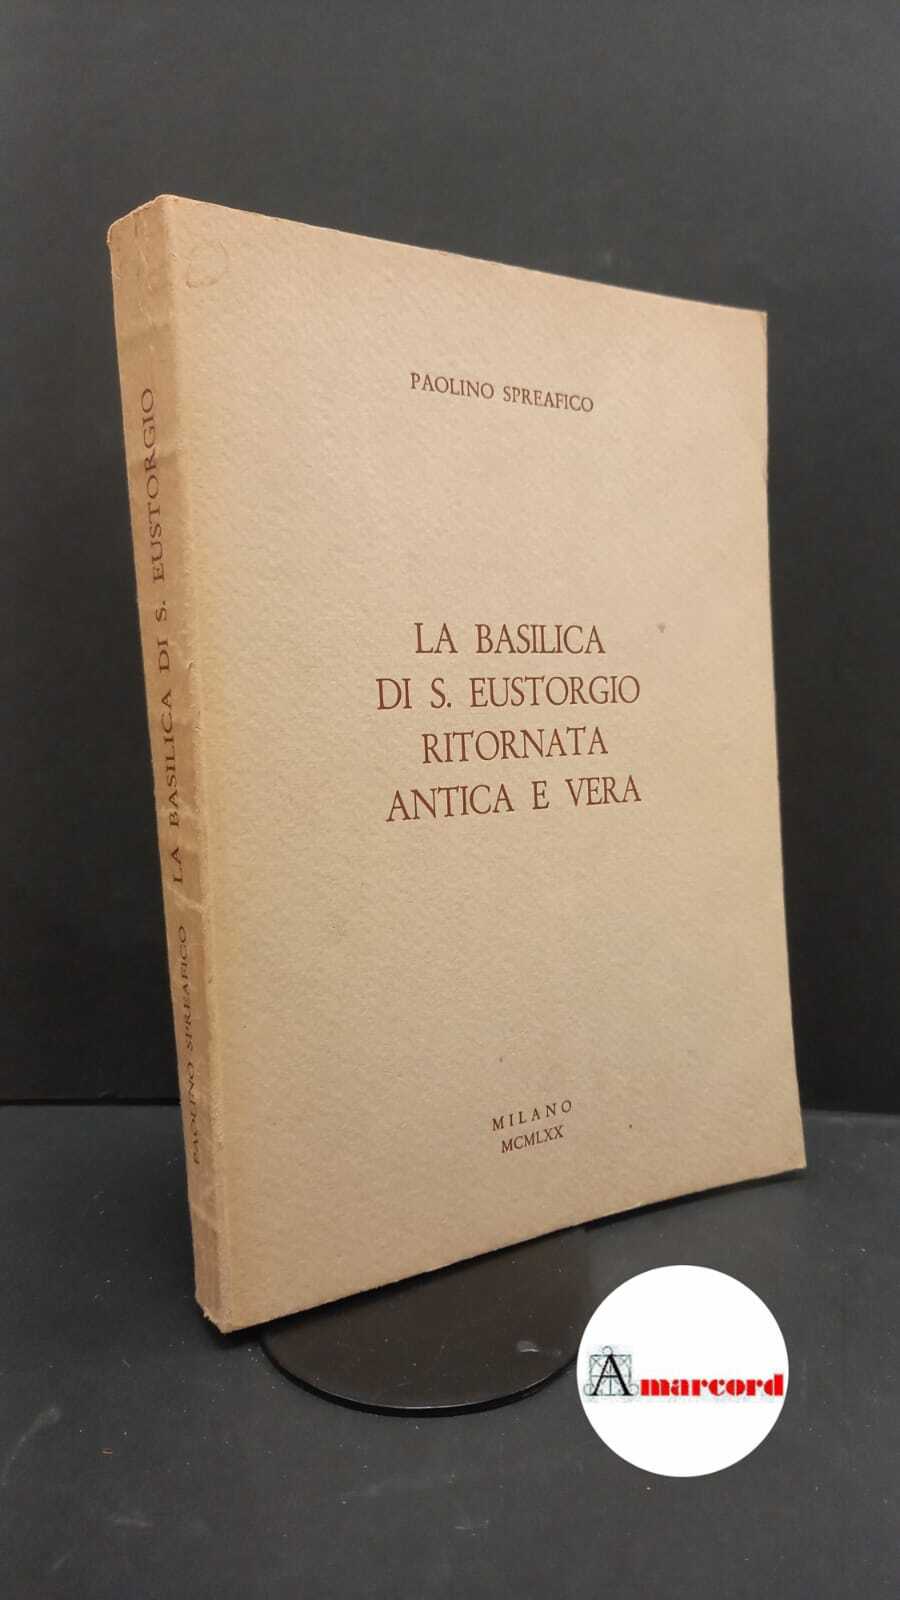 PAOLINO SPREAFICO
LA BASILICA
DI S. EUSTORGIO
RITORNATA
ANTICA E VERA
MILANO
MCMLXX
PAOLINO SPREAFICO LA BASILICA DI S. EUSTORGIO
Amarcord